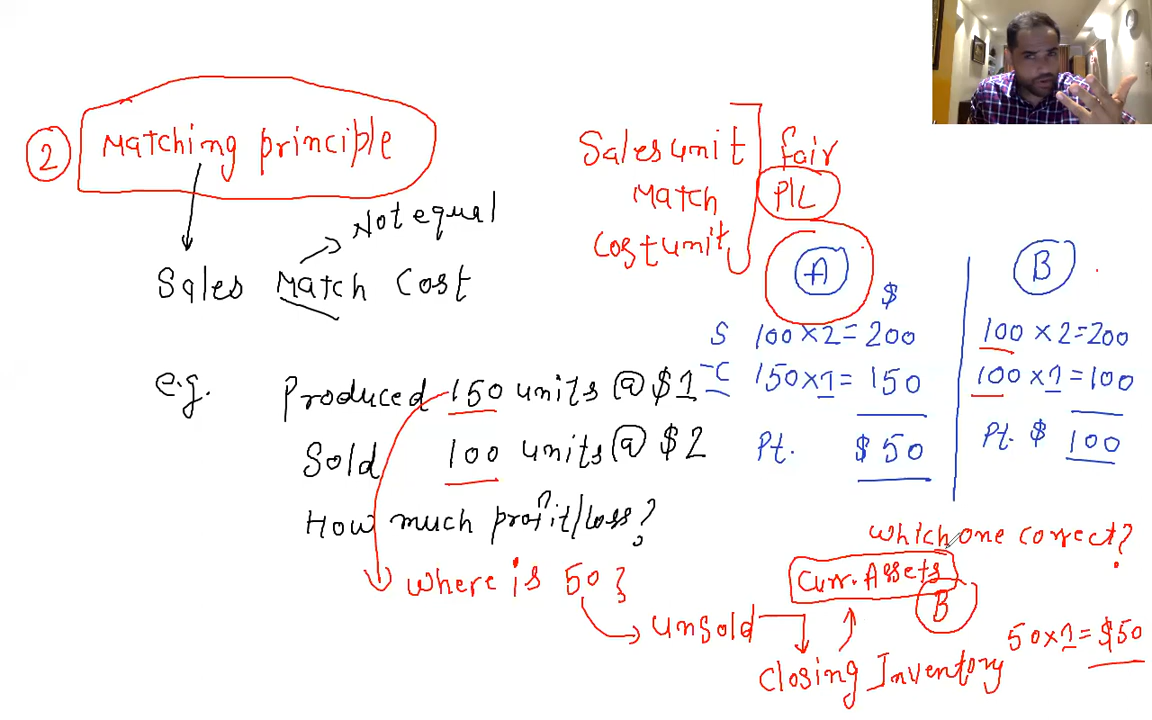 2
Matching principle
Not equal
Sales Match Cost
e.g. Produced 150 units @ $1
Sold 100 units @ $2
How much profit/loss?
Where is 50?
Unsold
Closing Inventory
Curr. Assets
B
50 x 1 = $50
Which one correct?
Sales unit
Match
Cost unit
fair
P/L
A
$
S 100 x 2 = 200
-C 150 x 1 = 150
Pt. $ 50
B
100 x 2 = 200
100 x 1 = 100
Pt. $ 100